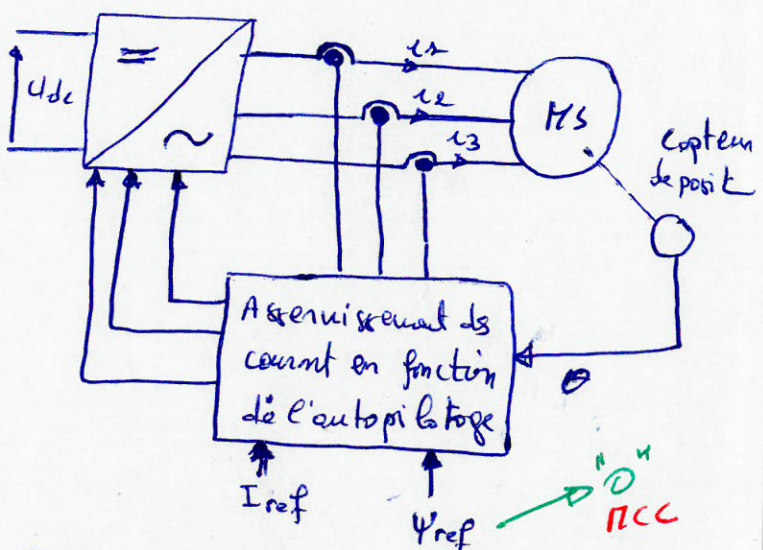 Udc
=
~
i1
i2
i3
MS
capteur
de posit
Asservissement ds
courant en fonction
de l'autopilotage
θ
Iref
Ψref
"0"
MCC